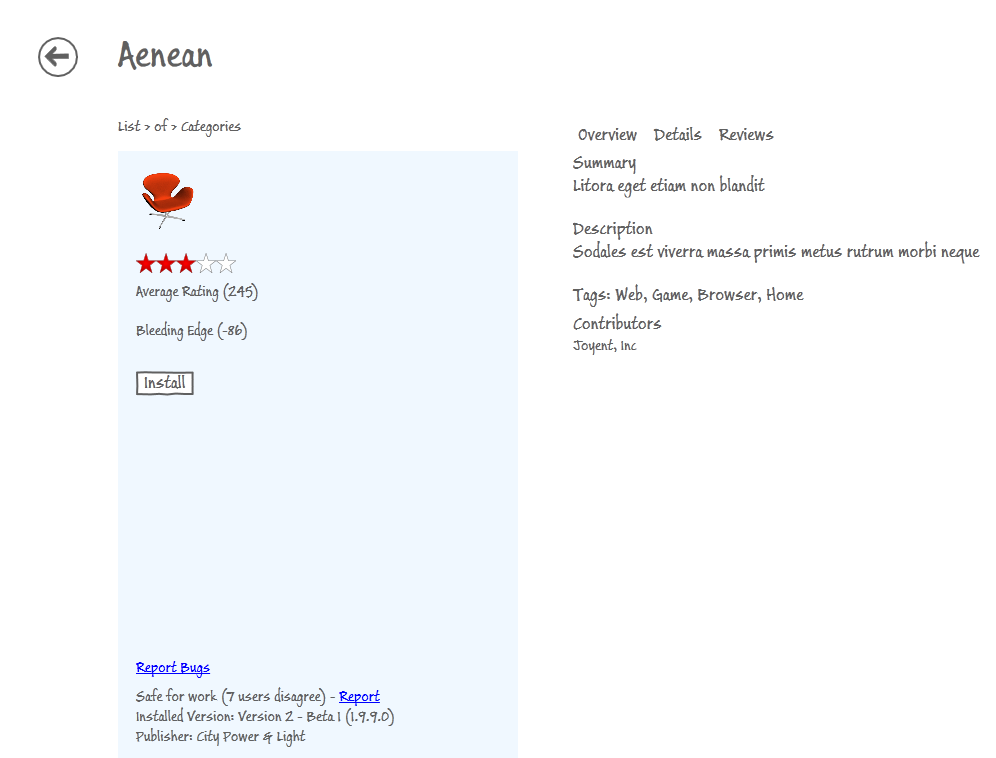 Aenean
List > of > Categories
Average Rating (245)
Bleeding Edge (-86)
Install
Report Bugs
Safe for work (7 users disagree) - Report
Installed Version: Version 2 - Beta 1 (1.9.9.0)
Publisher: City Power & Light
Overview Details Reviews
Summary
Litora eget etiam non blandit
Description
Sodales est viverra massa primis metus rutrum morbi neque
Tags: Web, Game, Browser, Home
Contributors
Joyent, Inc